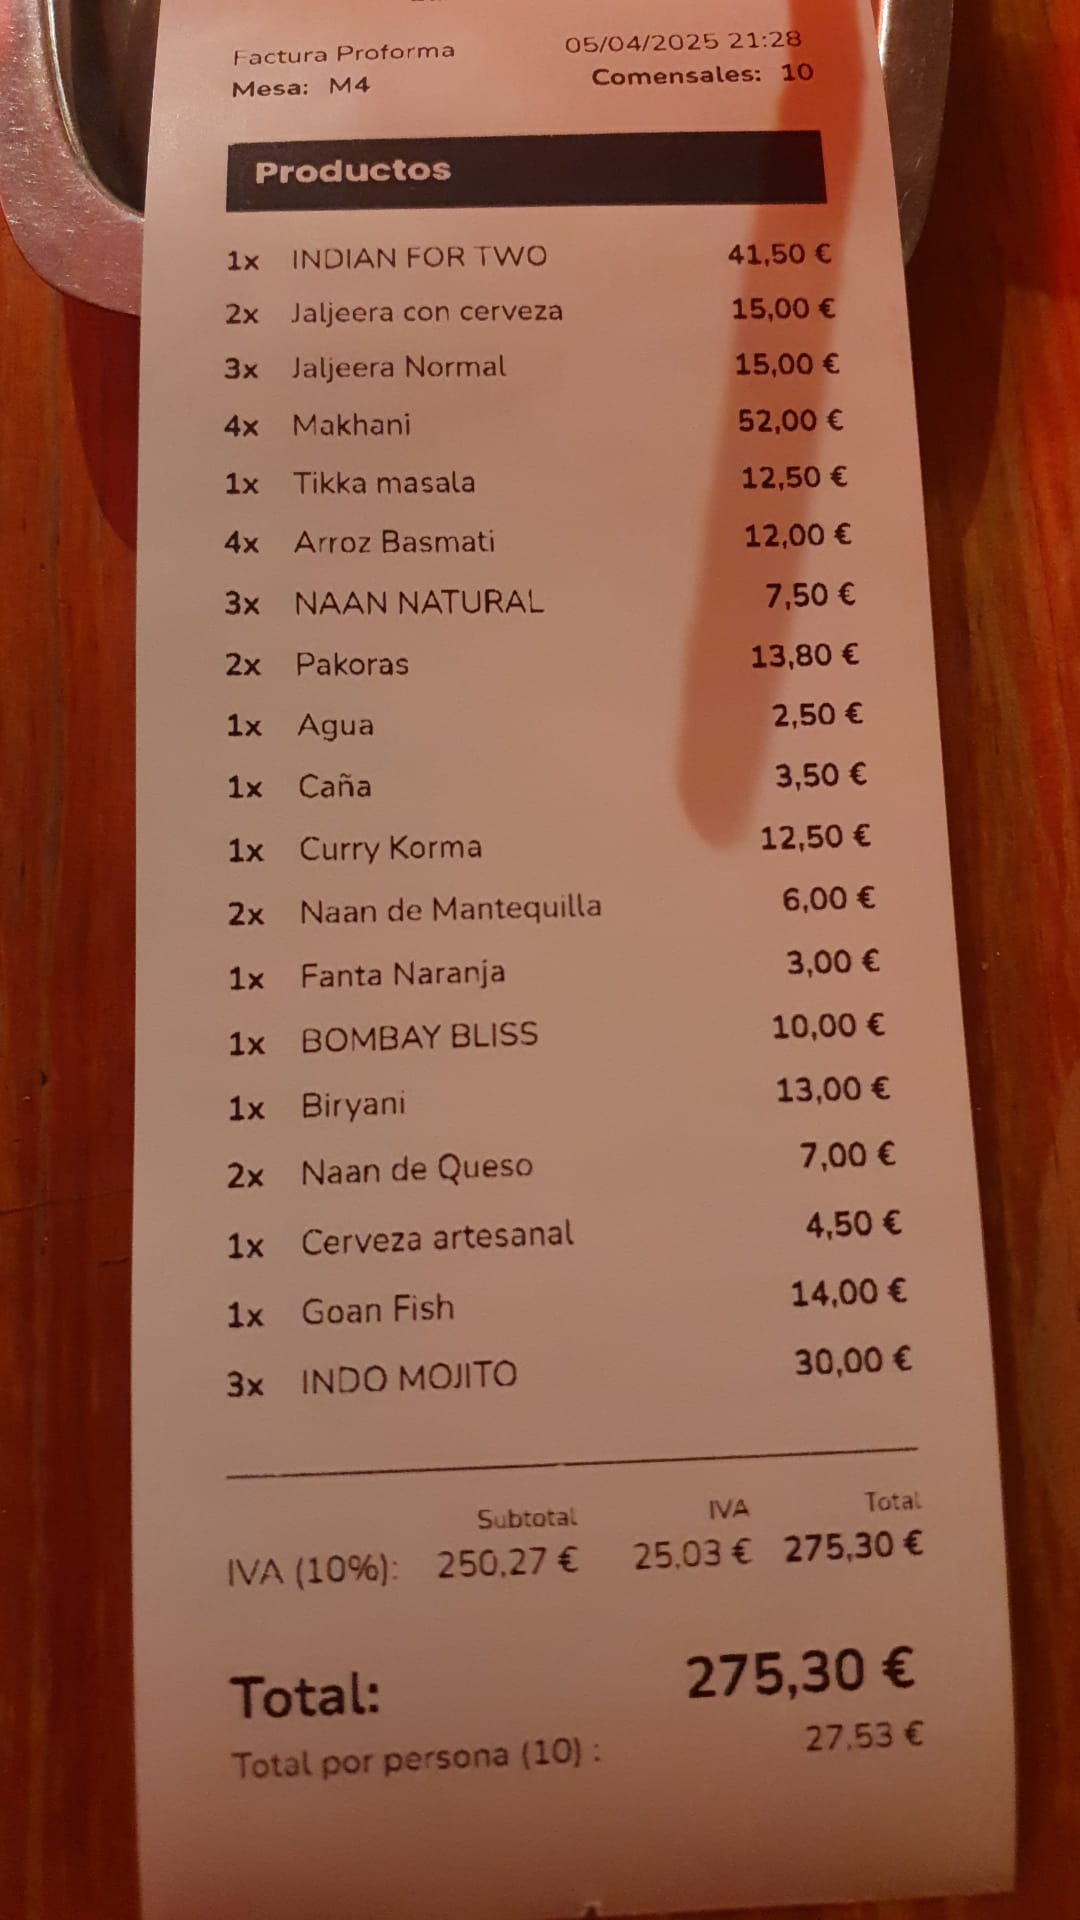 Factura Proforma 05/04/2025 21:28
Mesa: M4 Comensales: 10
Productos
1x INDIAN FOR TWO 41,50 €
2x Jaljeera con cerveza 15,00 €
3x Jaljeera Normal 15,00 €
4x Makhani 52,00 €
1x Tikka masala 12,50 €
4x Arroz Basmati 12,00 €
3x NAAN NATURAL 7,50 €
2x Pakoras 13,80 €
1x Agua 2,50 €
1x Caña 3,50 €
1x Curry Korma 12,50 €
2x Naan de Mantequilla 6,00 €
1x Fanta Naranja 3,00 €
1x BOMBAY BLISS 10,00 €
1x Biryani 13,00 €
2x Naan de Queso 7,00 €
1x Cerveza artesanal 4,50 €
1x Goan Fish 14,00 €
3x INDO MOJITO 30,00 €
Subtotal IVA Total
IVA (10%): 250,27 € 25,03 € 275,30 €
Total: 275,30 €
Total por persona (10) : 27,53 €